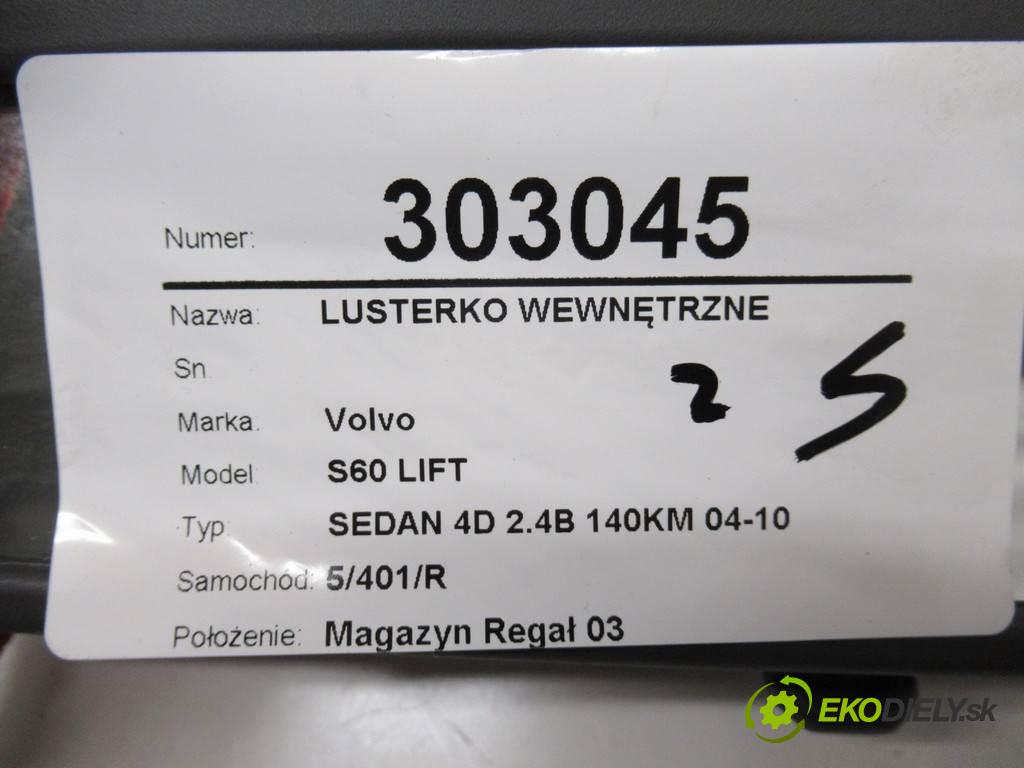 Numer: 303045
Nazwa: LUSTERKO WEWNĘTRZNE
Sn
2 S
Marka: Volvo
Model S60 LIFT
Typ: SEDAN 4D 2.4B 140KM 04-10
Samochód: 5/401/R
Położenie: Magazyn Regał 03
EKODIELY.sk